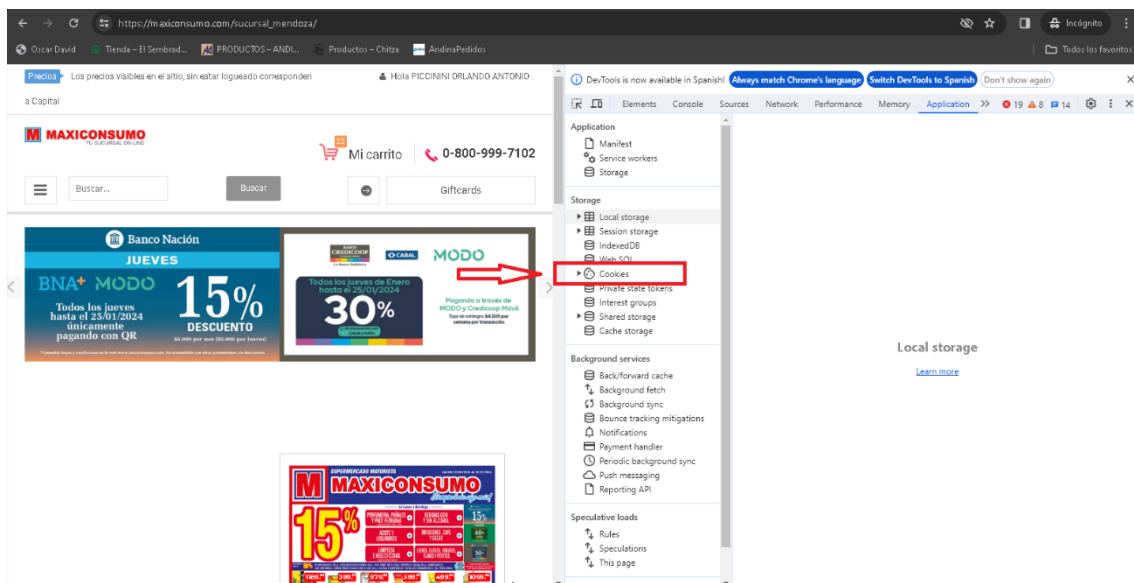 https://maxiconsumo.com/sucursal_mendoza/
Incógnito
Oscar David
Tienda – El Sembrad...
PRODUCTOS – ANDI...
Productos – Chitza
AndinaPedidos
Todos los favoritos
Precios Los precios visibles en el sitio, sin estar logueado corresponden
a Capital
Hola PICCININI ORLANDO ANTONIO .
M MAXICONSUMO
TU SUCURSAL ON-LINE
23
Mi carrito
0-800-999-7102
Buscar...
Buscar
Giftcards
Banco Nación
JUEVES
BNA+ MODO
Todos los jueves
hasta el 25/01/2024
únicamente
pagando con QR
15%
DESCUENTO
BANCO
CREDICOOP
CABAL
MODO
Todos los jueves de Enero
hasta el 25/01/2024
30%
Pagando a través de
MODO y Credicoop Móvil
SUPERMERCADO MAYORISTA
M MAXICONSUMO
15%
DevTools is now available in Spanish!
Always match Chrome's language
Switch DevTools to Spanish
Don't show again
Elements
Console
Sources
Network
Performance
Memory
Application
19
8
14
Application
Manifest
Service workers
Storage
Storage
Local storage
Session storage
IndexedDB
Web SQL
Cookies
Private state tokens
Interest groups
Shared storage
Cache storage
Background services
Back/forward cache
Background fetch
Background sync
Bounce tracking mitigations
Notifications
Payment handler
Periodic background sync
Push messaging
Reporting API
Speculative loads
Rules
Speculations
This page
Local storage
Learn more